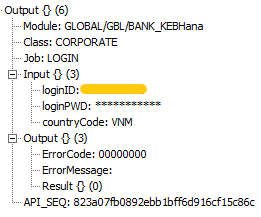 Output {} (6)
Module: GLOBAL/GBL/BANK_KEBHana
Class: CORPORATE
Job: LOGIN
Input {} (3)
loginID:
loginPWD: ***********
countryCode: VNM
Output {} (3)
ErrorCode: 00000000
ErrorMessage:
Result {} (0)
API_SEQ: 823a07fb0892ebb1bff6d916cf15c86c